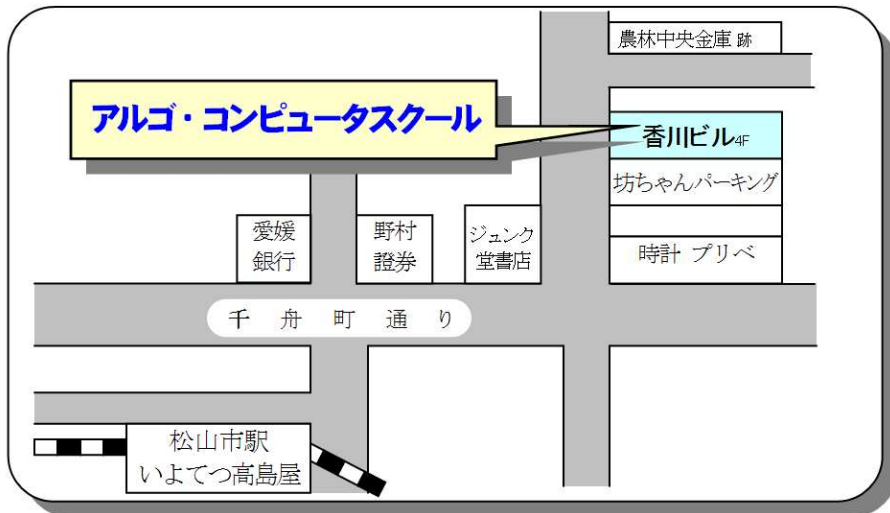 農林中央金庫 跡
アルゴ・コンピュータスクール
香川ビル4F
坊ちゃんパーキング
愛媛
銀行
野村
證券
ジュンク
堂書店
時計 プリベ
千舟町通り
松山市駅
いよてつ高島屋